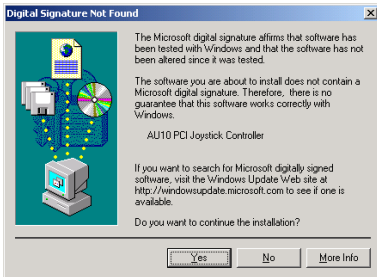 Digital Signature Not Found
The Microsoft digital signature affirms that software has
been tested with Windows and that the software has not
been altered since it was tested.
The software you are about to install does not contain a
Microsoft digital signature. Therefore, there is no
guarantee that this software works correctly with
Windows.
AU10 PCI Joystick Controller
If you want to search for Microsoft digitally signed
software, visit the Windows Update Web site at
http://windowsupdate.microsoft.com to see if one is
available.
Do you want to continue the installation?
Yes No More Info